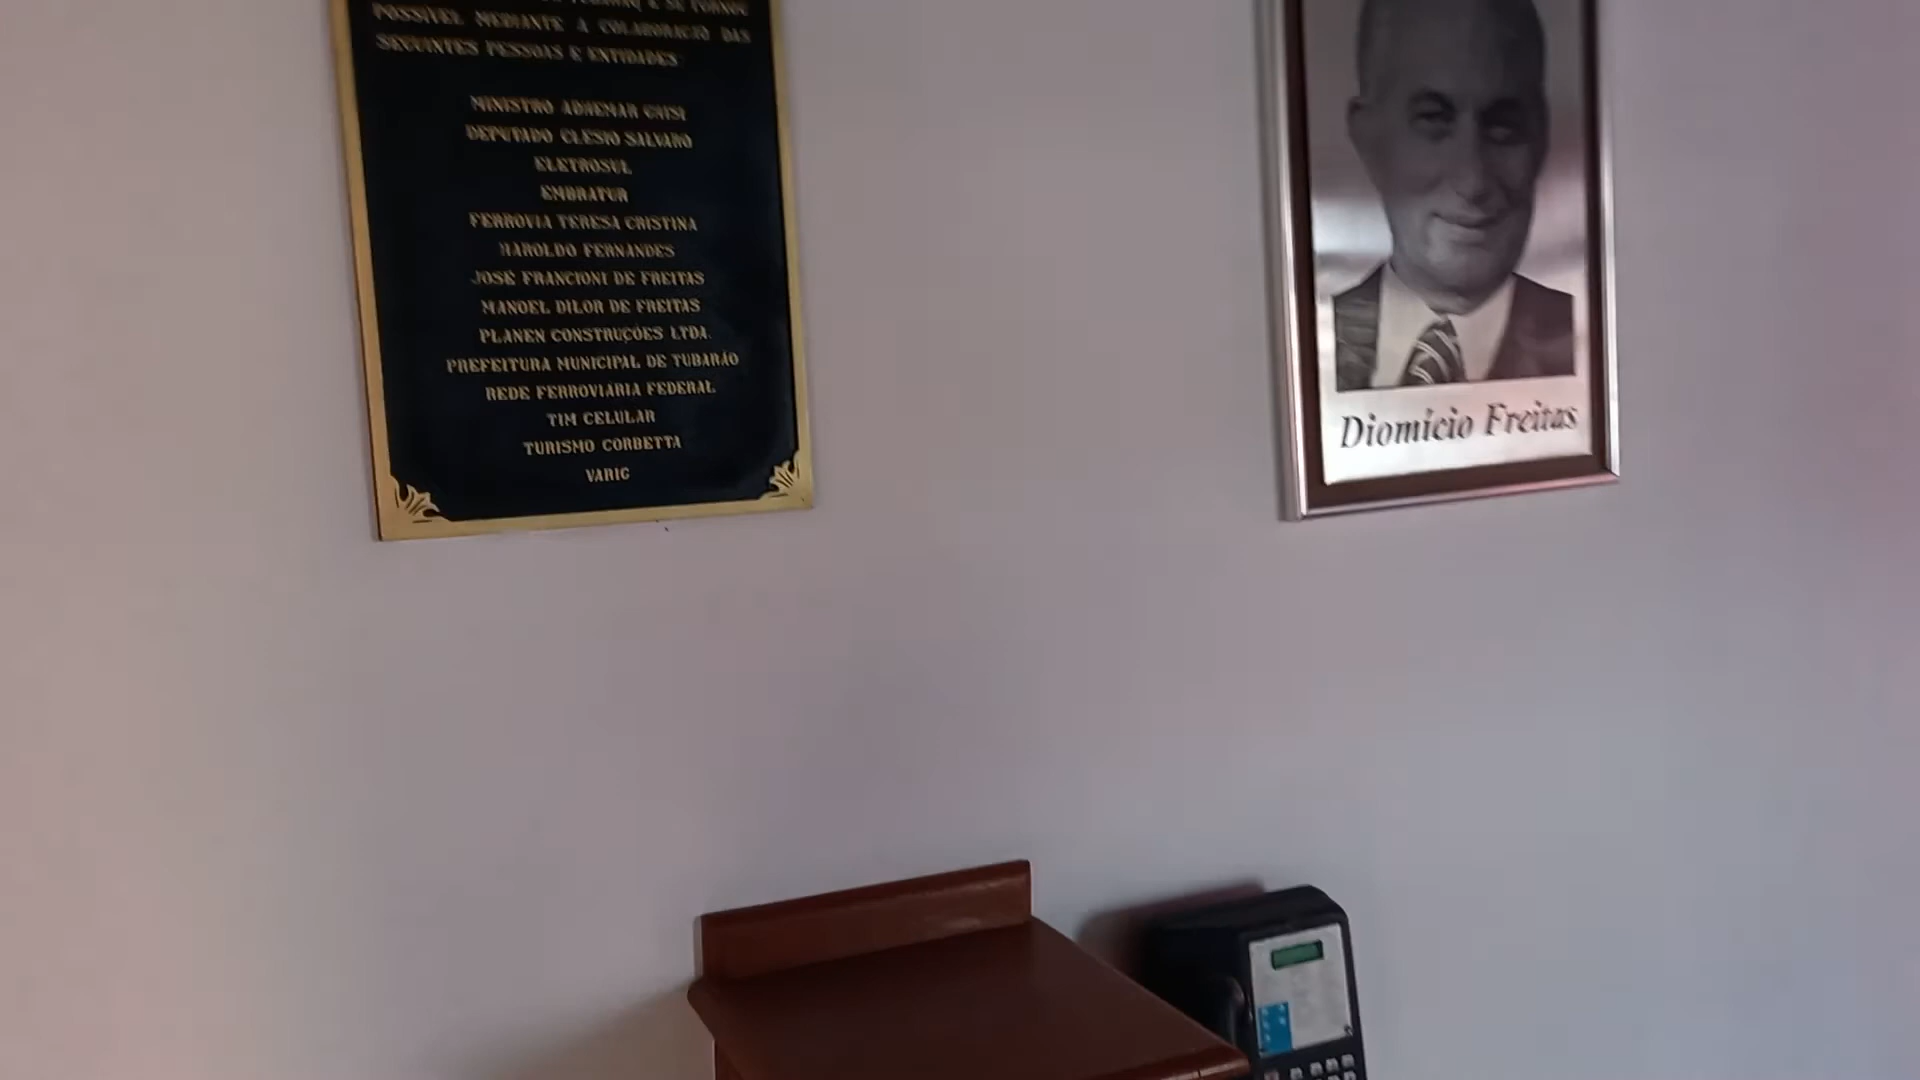 POSSÍVEL MEDIANTE A COLABORAÇÃO DAS
SEGUINTES PESSOAS E ENTIDADES:
MINISTRO ADHEMAR GHISI
DEPUTADO CLÉSIO SALVARO
ELETROSUL
EMBRATUR
FERROVIA TERESA CRISTINA
HAROLDO FERNANDES
JOSÉ FRANCIONI DE FREITAS
MANOEL DILOR DE FREITAS
PLANEN CONSTRUÇÕES LTDA.
PREFEITURA MUNICIPAL DE TUBARÃO
REDE FERROVIÁRIA FEDERAL
TIM CELULAR
TURISMO CORBETTA
VARIG
Diomício Freitas